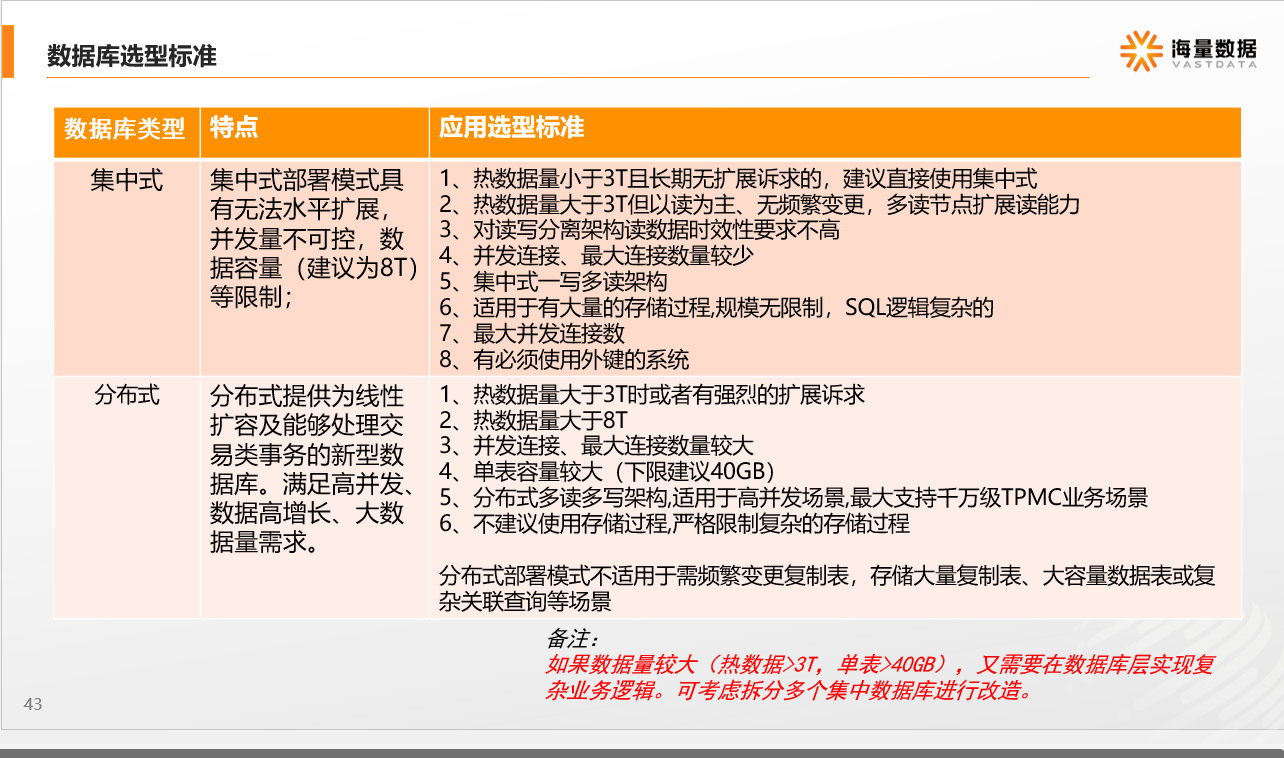 数据库选型标准
海量数据
VASTDATA
数据库类型
特点
应用选型标准
集中式
集中式部署模式具
有无法水平扩展，
并发量不可控，数
据容量（建议为8T）
等限制；
1、热数据量小于3T且长期无扩展诉求的，建议直接使用集中式
2、热数据量大于3T但以读为主、无频繁变更，多读节点扩展读能力
3、对读写分离架构读数据时效性要求不高
4、并发连接、最大连接数量较少
5、集中式一写多读架构
6、适用于有大量的存储过程,规模无限制，SQL逻辑复杂的
7、最大并发连接数
8、有必须使用外键的系统
分布式
分布式提供为线性
扩容及能够处理交
易类事务的新型数
据库。满足高并发、
数据高增长、大数
据量需求。
1、热数据量大于3T时或者有强烈的扩展诉求
2、热数据量大于8T
3、并发连接、最大连接数量较大
4、单表容量较大（下限建议40GB）
5、分布式多读多写架构,适用于高并发场景,最大支持千万级TPMC业务场景
6、不建议使用存储过程,严格限制复杂的存储过程
分布式部署模式不适用于需频繁变更复制表，存储大量复制表、大容量数据表或复
杂关联查询等场景
备注：
如果数据量较大（热数据>3T，单表>40GB），又需要在数据库层实现复
杂业务逻辑。可考虑拆分多个集中数据库进行改造。
43